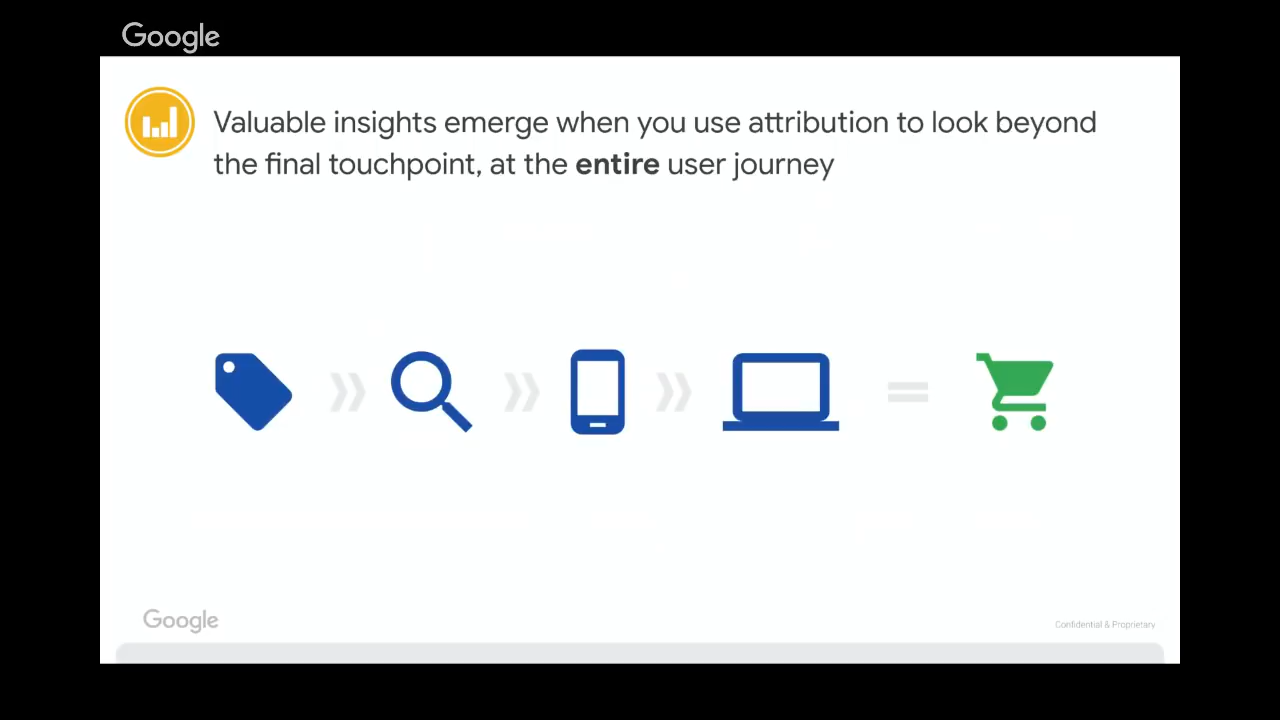 Google
Valuable insights emerge when you use attribution to look beyond
the final touchpoint, at the entire user journey
Google
Confidential & Proprietary